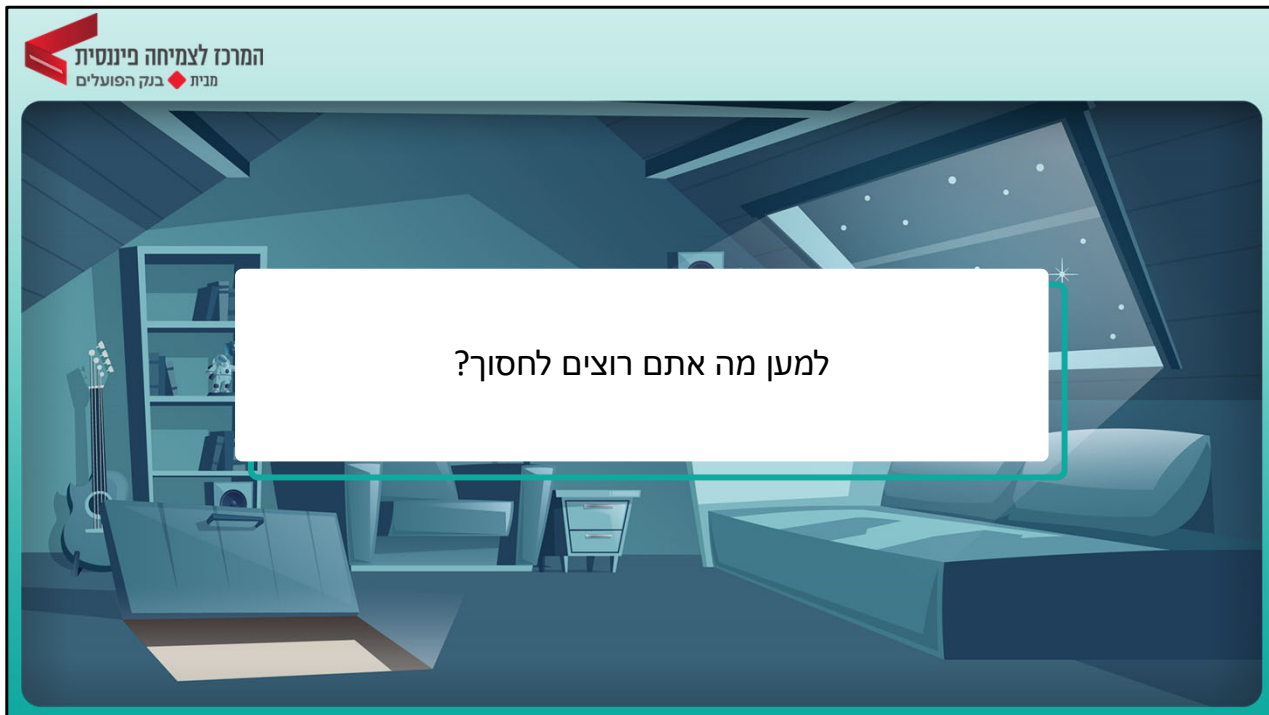 המרכז לצמיחה פיננסית
מבית בנק הפועלים
למען מה אתם רוצים לחסוך?